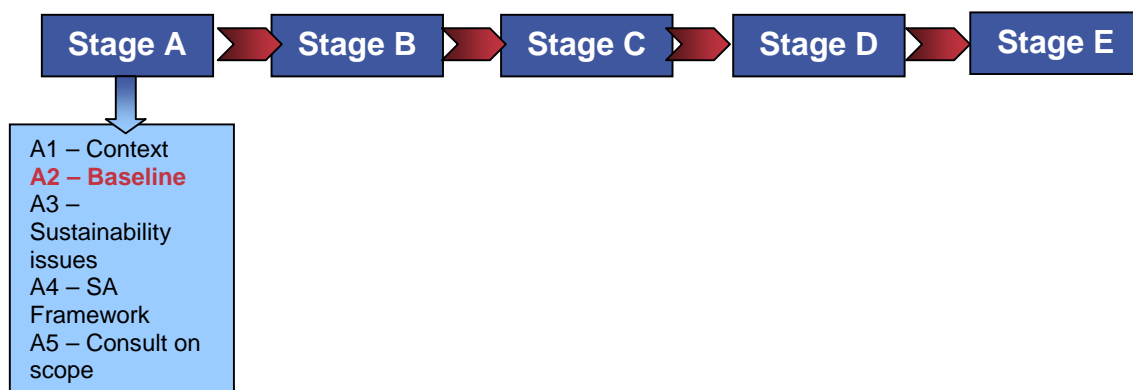 Stage A
Stage B
Stage C
Stage D
Stage E
A1 – Context
A2 – Baseline
A3 –
Sustainability
issues
A4 – SA
Framework
A5 – Consult on
scope